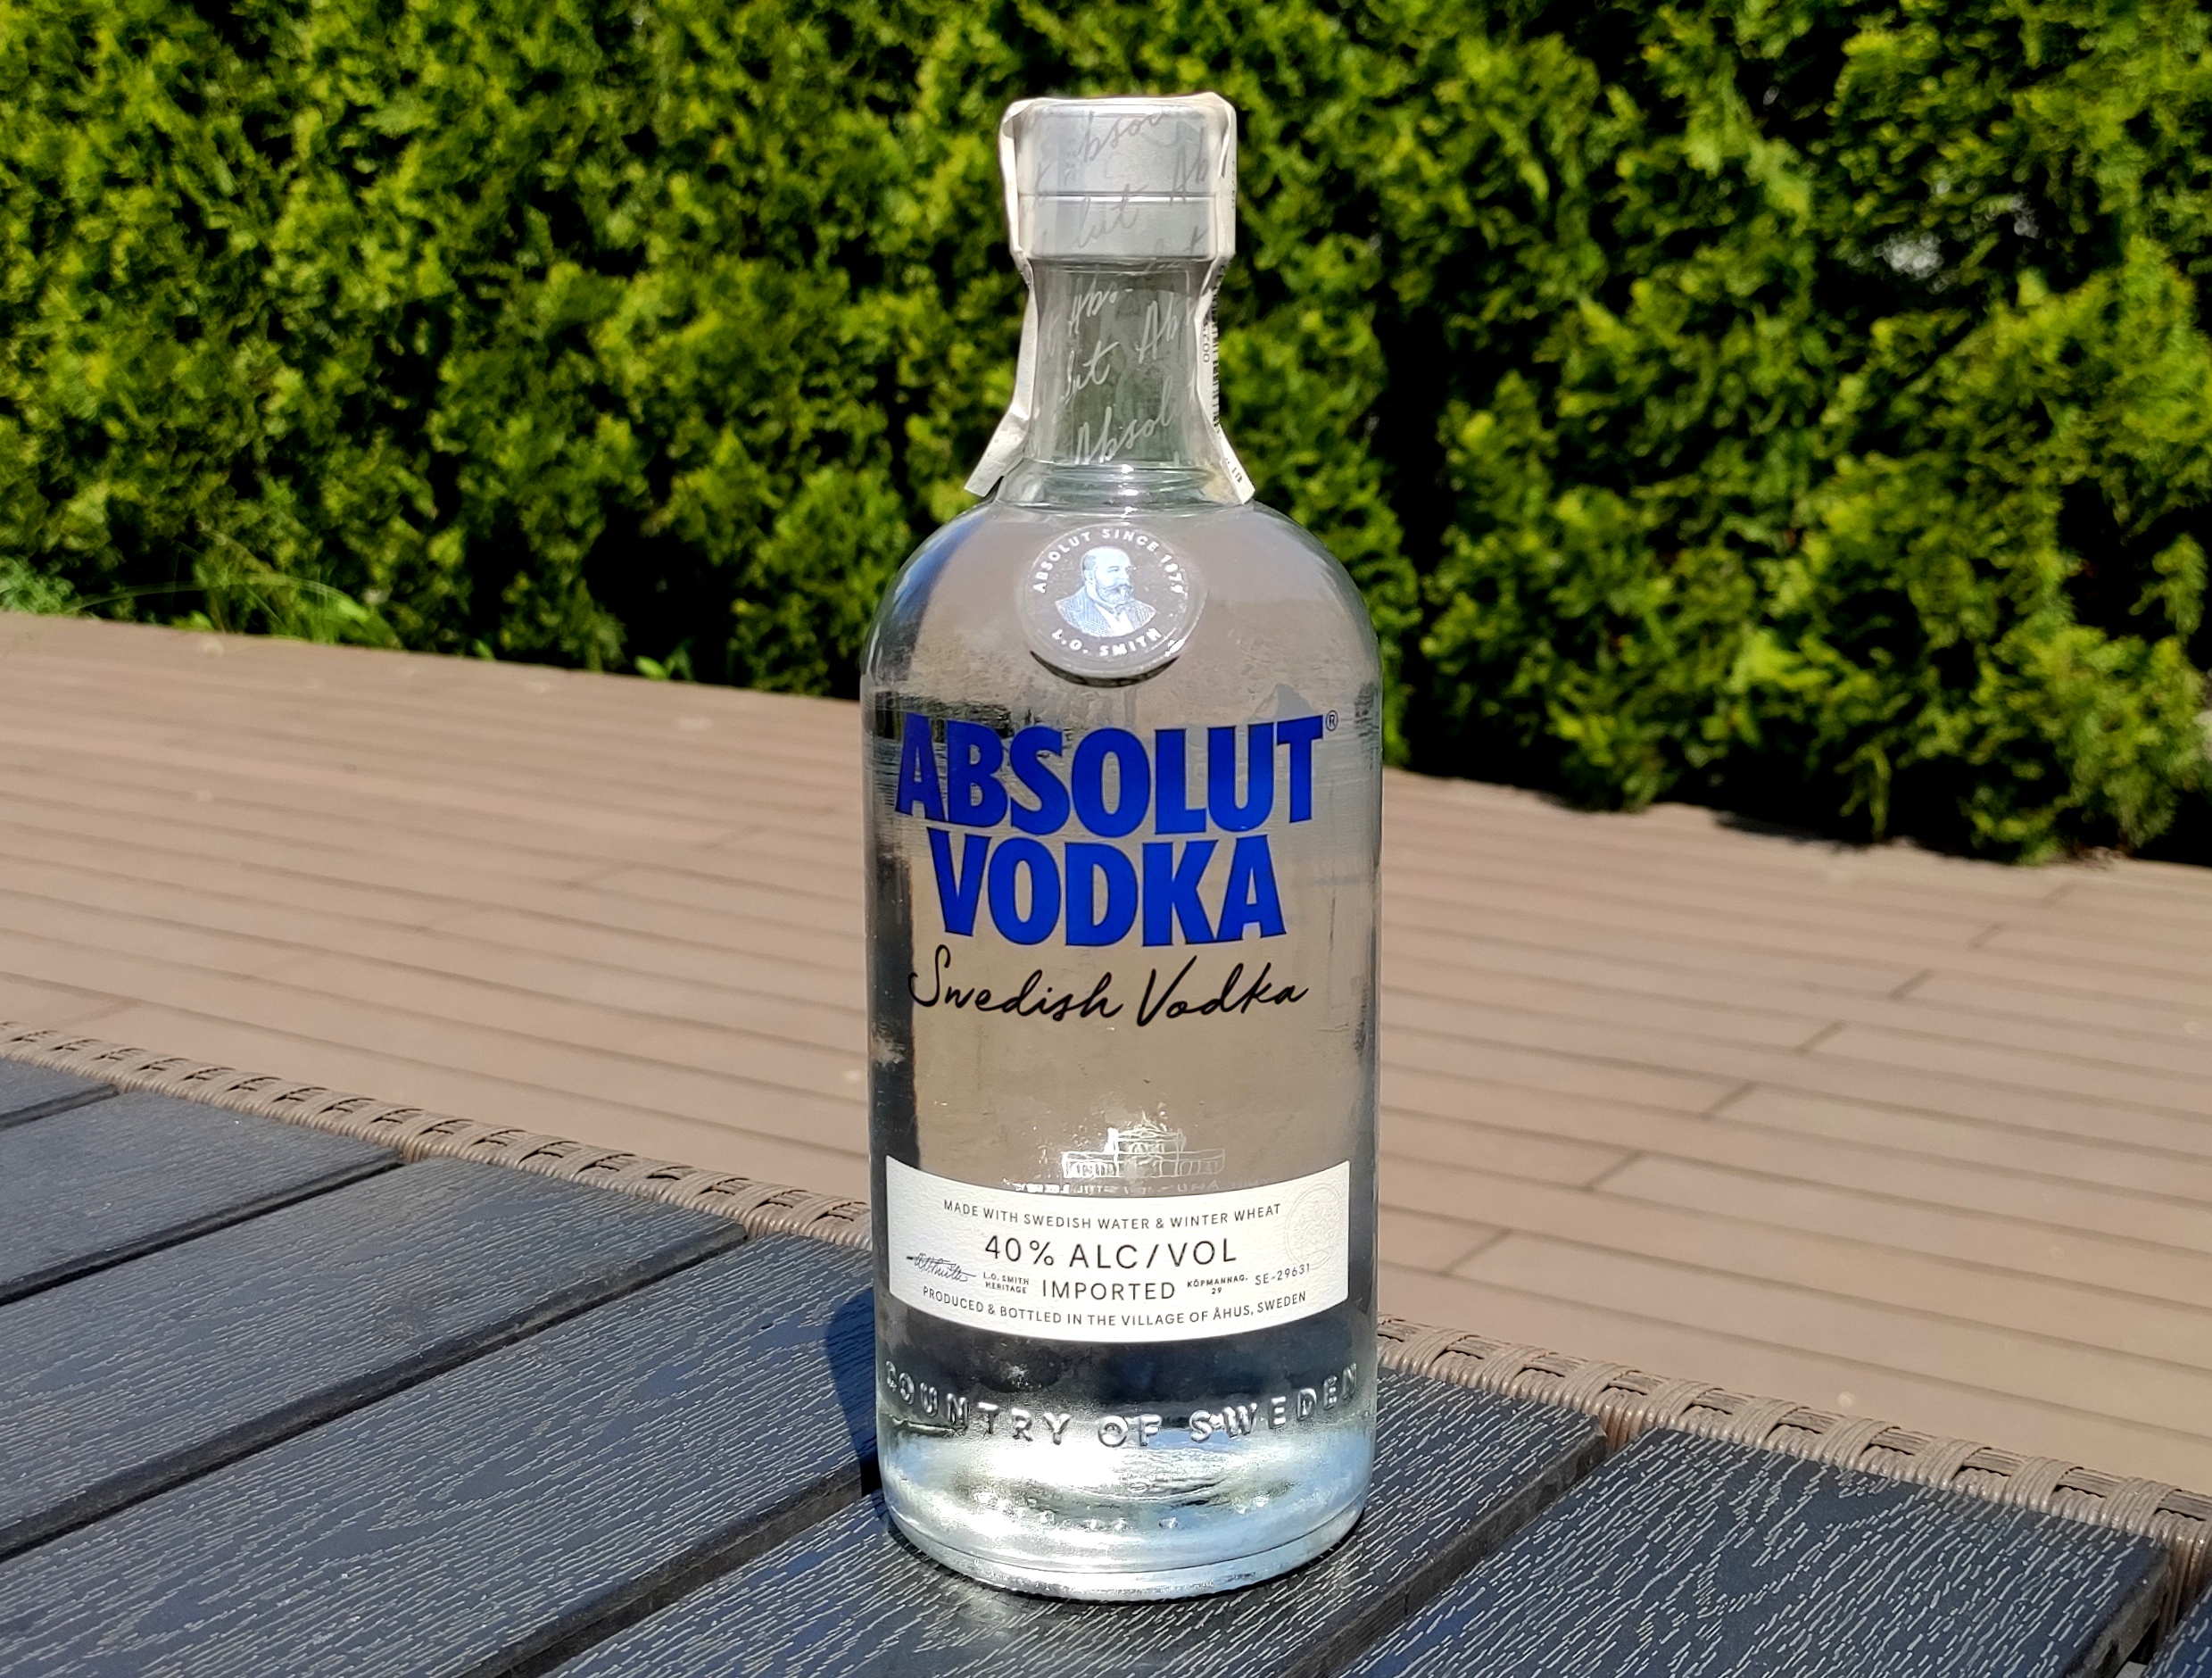 Absolut
ABSOLUT SINCE 1879
L.O. SMITH
ABSOLUT®
VODKA
Swedish Vodka
MADE WITH SWEDISH WATER & WINTER WHEAT
40% ALC/VOL
L.O. SMITH
HERITAGE
IMPORTED
KÖPMANNAG.
29
SE-29631
PRODUCED & BOTTLED IN THE VILLAGE OF ÅHUS, SWEDEN
COUNTRY OF SWEDEN